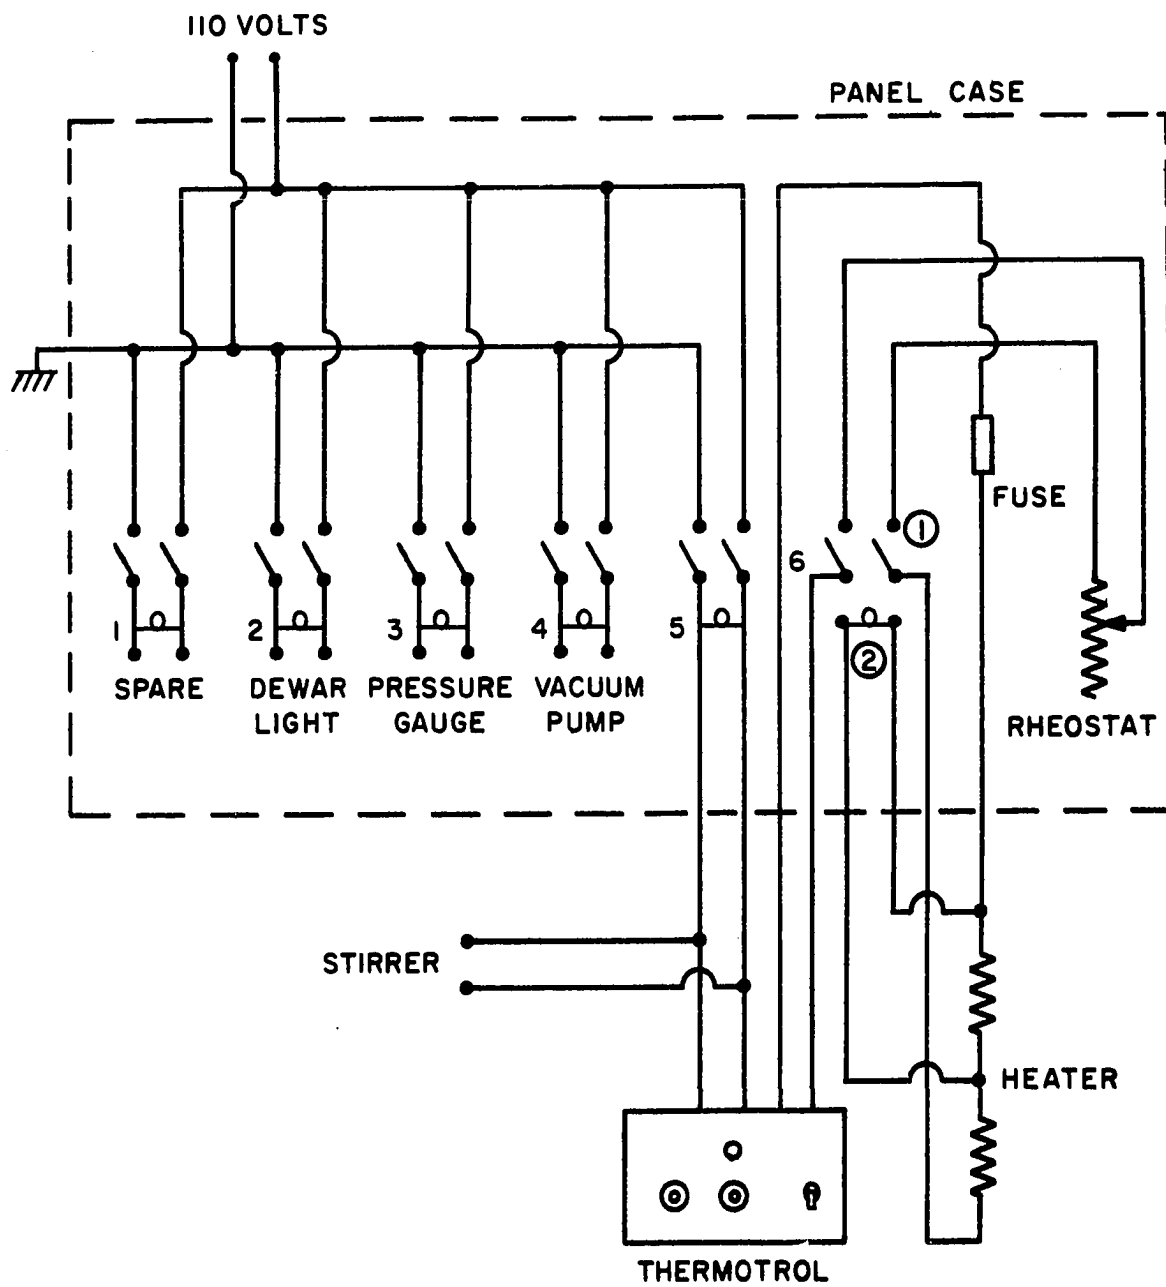 110 VOLTS
PANEL CASE
FUSE
①
6
1
2
3
4
5
②
SPARE
DEWAR
LIGHT
PRESSURE
GAUGE
VACUUM
PUMP
RHEOSTAT
STIRRER
HEATER
THERMOTROL